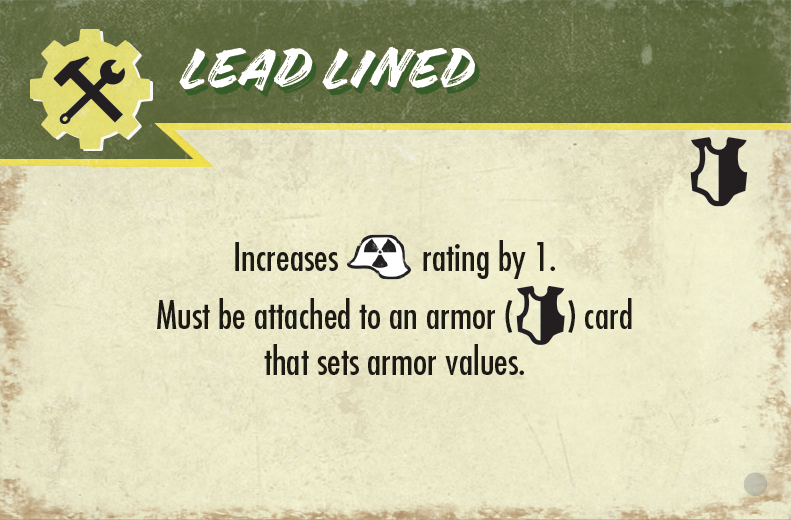 LEAD LINED
Increases rating by 1.
Must be attached to an armor ( ) card
that sets armor values.